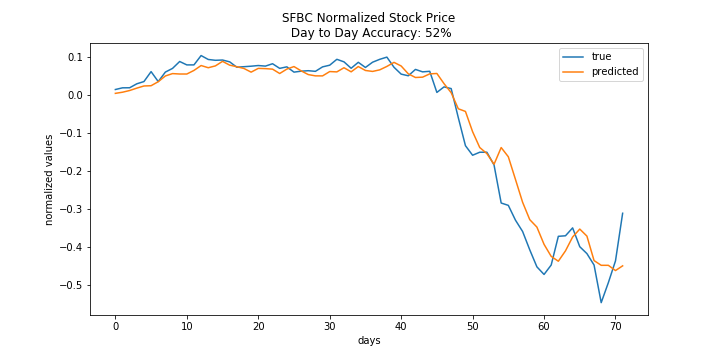 SFBC Normalized Stock Price
Day to Day Accuracy: 52%
true
predicted
normalized values
0.1
0.0
−0.1
−0.2
−0.3
−0.4
−0.5
0 10 20 30 40 50 60 70
days